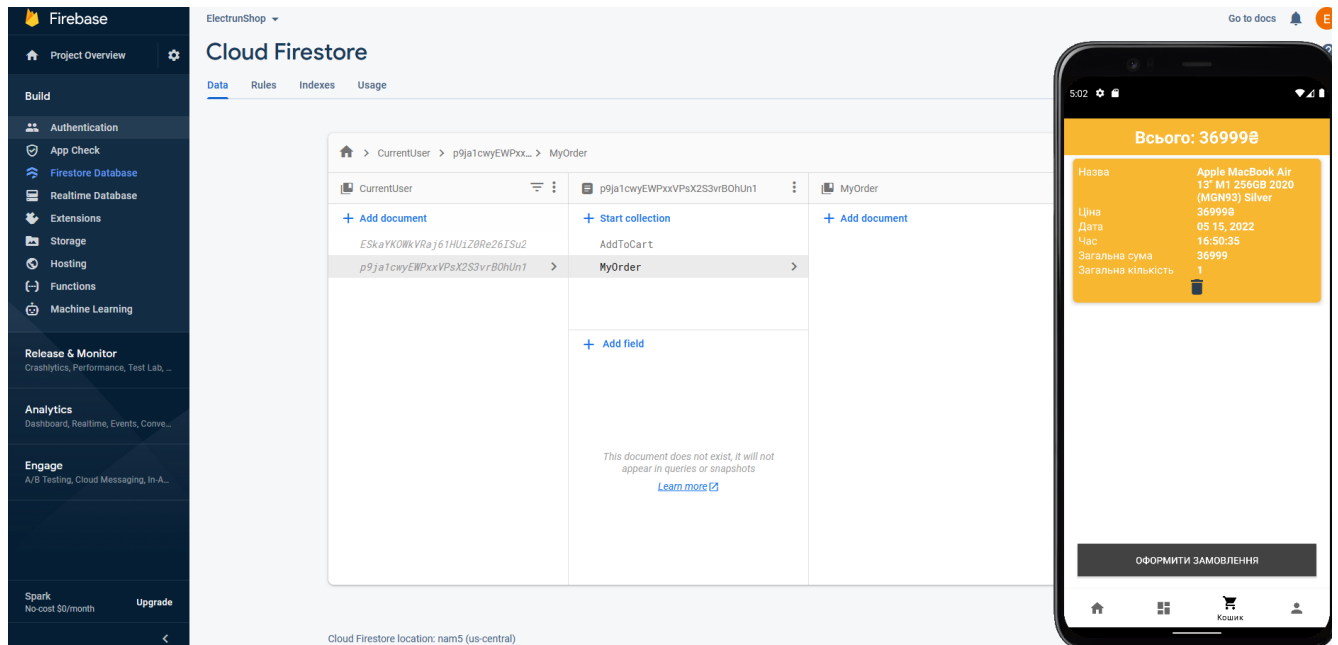 Firebase
Project Overview
Build
Authentication
App Check
Firestore Database
Realtime Database
Extensions
Storage
Hosting
Functions
Machine Learning
Release & Monitor
Crashlytics, Performance, Test Lab, ...
Analytics
Dashboard, Realtime, Events, Conve...
Engage
A/B Testing, Cloud Messaging, In-A...
Spark
No-cost $0/month
Upgrade
ElectrunShop
Go to docs
E
Cloud Firestore
Data Rules Indexes Usage
CurrentUser > p9ja1cwyEWPxx... > MyOrder
CurrentUser
Add document
ESkaYKOWkVRaj61HUiZ0Re26ISu2
p9ja1cwyEWPxxVPsX2S3vrBOhUn1
p9ja1cwyEWPxxVPsX2S3vrBOhUn1
Start collection
AddToCart
MyOrder
Add field
This document does not exist, it will not
appear in queries or snapshots
Learn more
MyOrder
Add document
Cloud Firestore location: nam5 (us-central)
5:02
Всього: 36999₴
Назва Apple MacBook Air
13" M1 256GB 2020
(MGN93) Silver
Ціна 36999₴
Дата 05 15, 2022
Час 16:50:35
Загальна сума 36999
Загальна кількість 1
ОФОРМИТИ ЗАМОВЛЕННЯ
Кошик